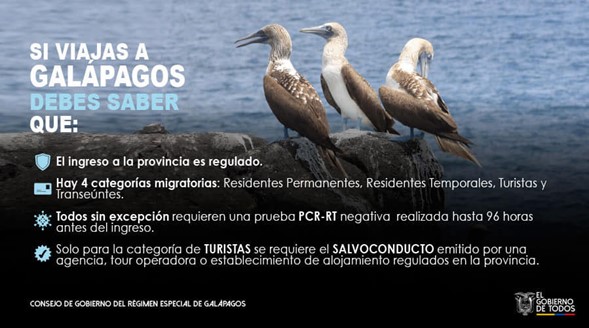 SI VIAJAS A
GALÁPAGOS
DEBES SABER
QUE:
El ingreso a la provincia es regulado.
Hay 4 categorías migratorias: Residentes Permanentes, Residentes Temporales, Turistas y
Transeúntes.
Todos sin excepción requieren una prueba PCR-RT negativa realizada hasta 96 horas
antes del ingreso.
Solo para la categoría de TURISTAS se requiere el SALVOCONDUCTO emitido por una
agencia, tour operadora o establecimiento de alojamiento regulados en la provincia.
CONSEJO DE GOBIERNO DEL RÉGIMEN ESPECIAL DE GALÁPAGOS
EL
GOBIERNO
DE TODOS